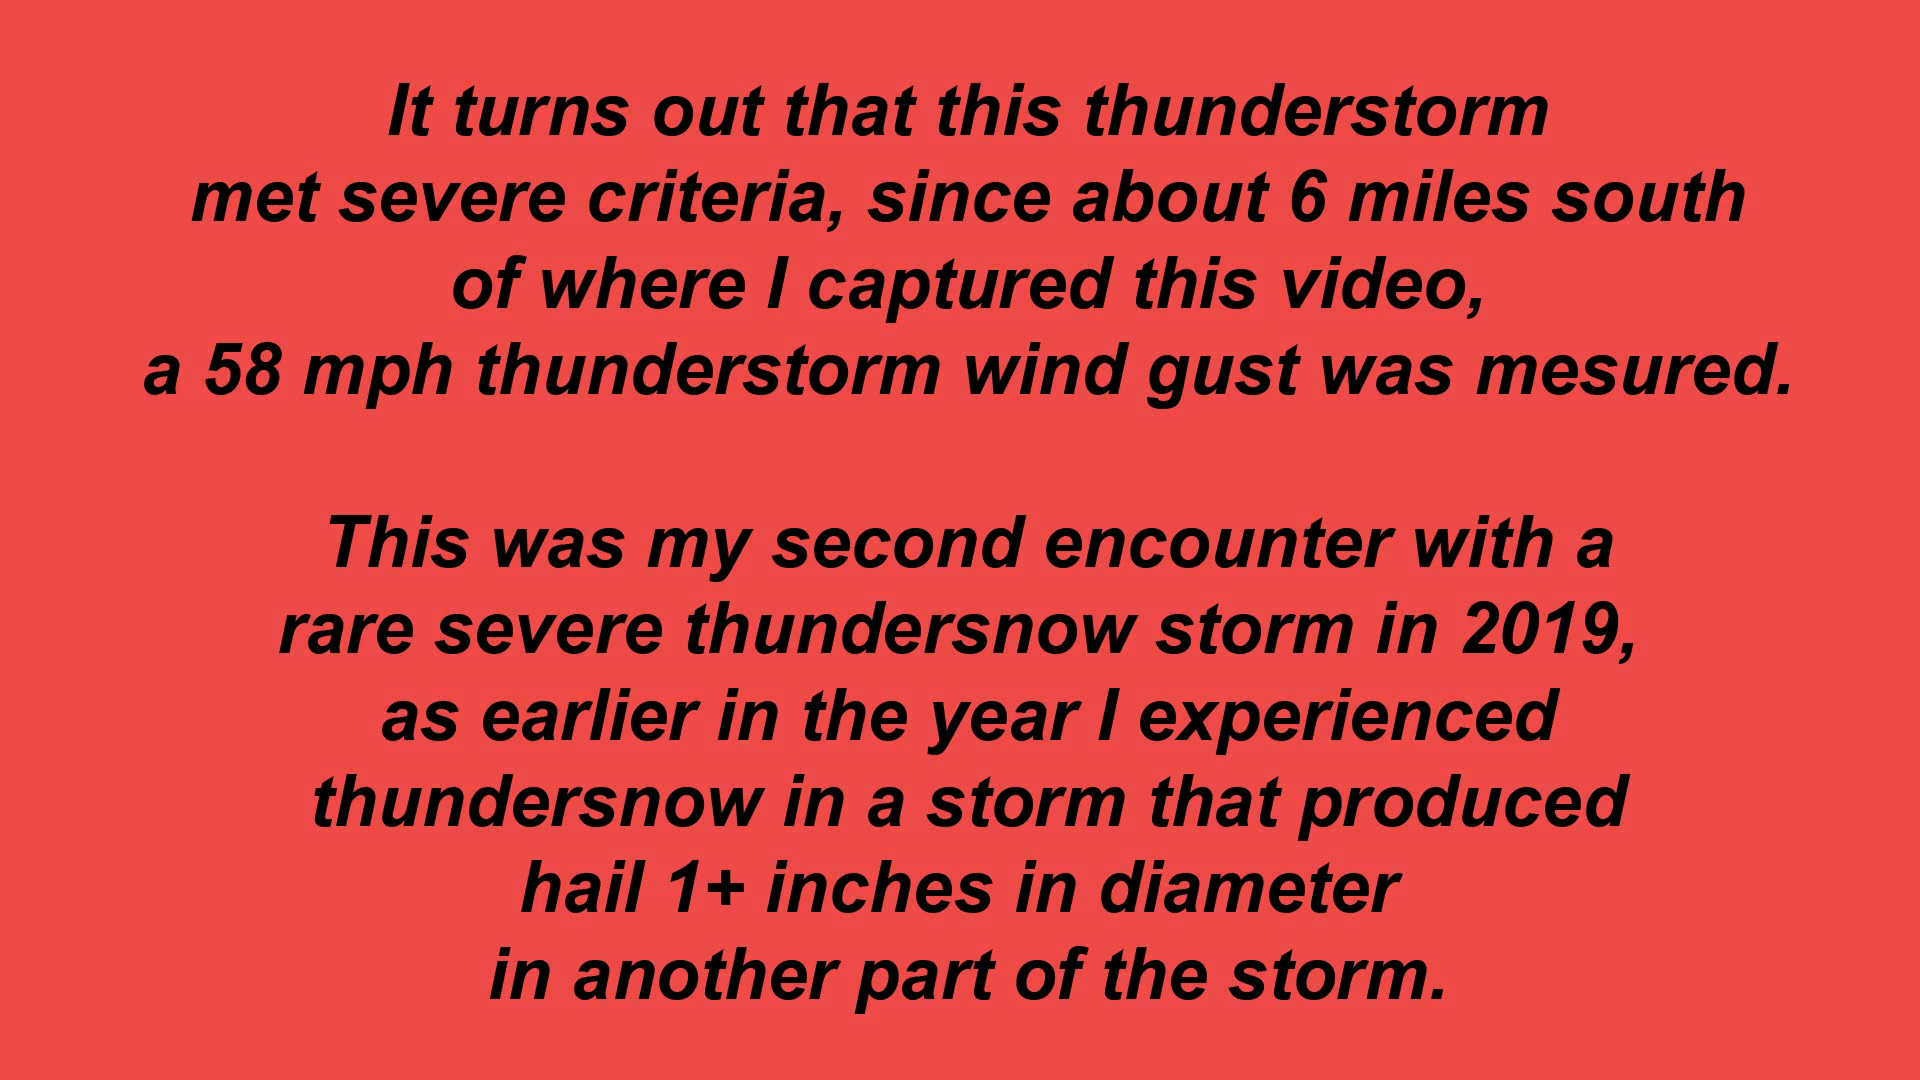 It turns out that this thunderstorm
met severe criteria, since about 6 miles south
of where I captured this video,
a 58 mph thunderstorm wind gust was mesured.
This was my second encounter with a
rare severe thundersnow storm in 2019,
as earlier in the year I experienced
thundersnow in a storm that produced
hail 1+ inches in diameter
in another part of the storm.